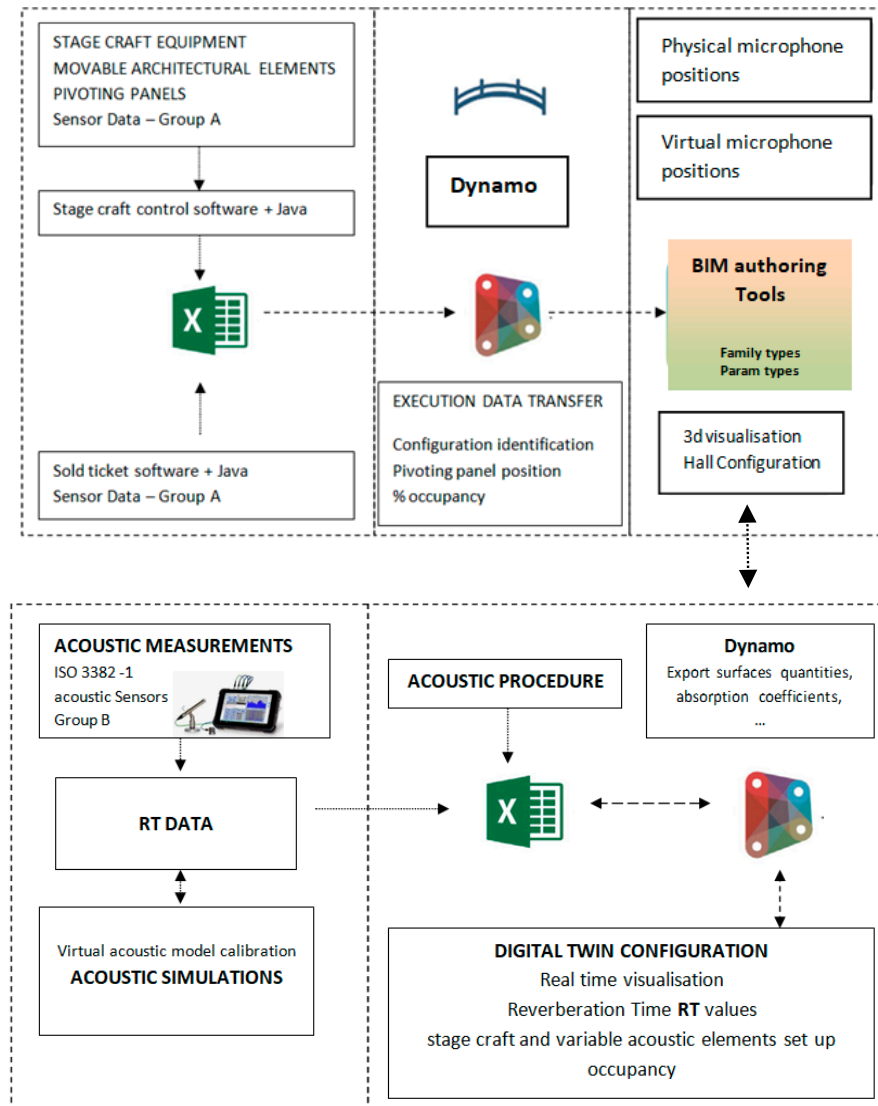 STAGE CRAFT EQUIPMENT
MOVABLE ARCHITECTURAL ELEMENTS
PIVOTING PANELS
Sensor Data – Group A
Stage craft control software + Java
X
Sold ticket software + Java
Sensor Data – Group A
Dynamo
EXECUTION DATA TRANSFER
Configuration identification
Pivoting panel position
% occupancy
Physical microphone
positions
Virtual microphone
positions
BIM authoring
Tools
Family types
Param types
3d visualisation
Hall Configuration
ACOUSTIC MEASUREMENTS
ISO 3382 -1
acoustic Sensors
Group B
RT DATA
Virtual acoustic model calibration
ACOUSTIC SIMULATIONS
ACOUSTIC PROCEDURE
X
Dynamo
Export surfaces quantities,
absorption coefficients,
...
DIGITAL TWIN CONFIGURATION
Real time visualisation
Reverberation Time RT values
stage craft and variable acoustic elements set up
occupancy